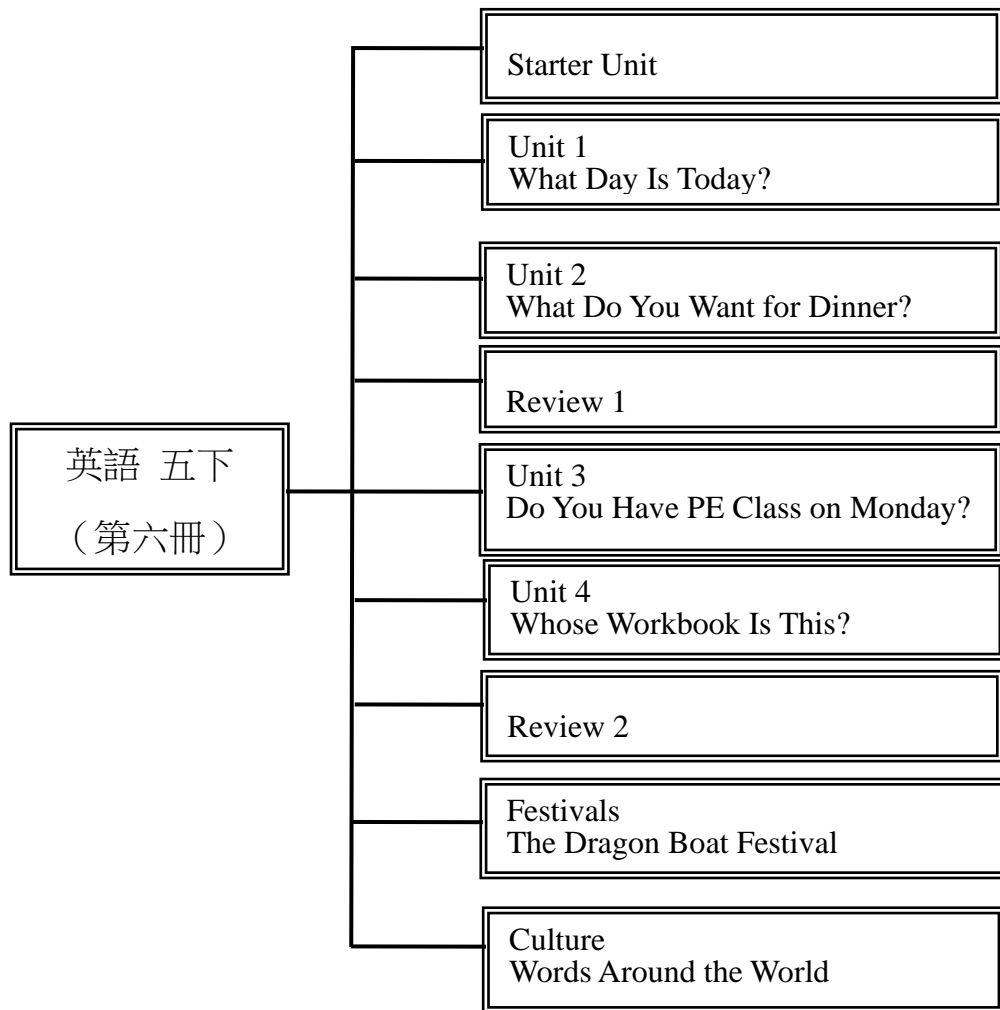 Starter Unit
Unit 1
What Day Is Today?
Unit 2
What Do You Want for Dinner?
Review 1
英語 五下
（第六冊）
Unit 3
Do You Have PE Class on Monday?
Unit 4
Whose Workbook Is This?
Review 2
Festivals
The Dragon Boat Festival
Culture
Words Around the World